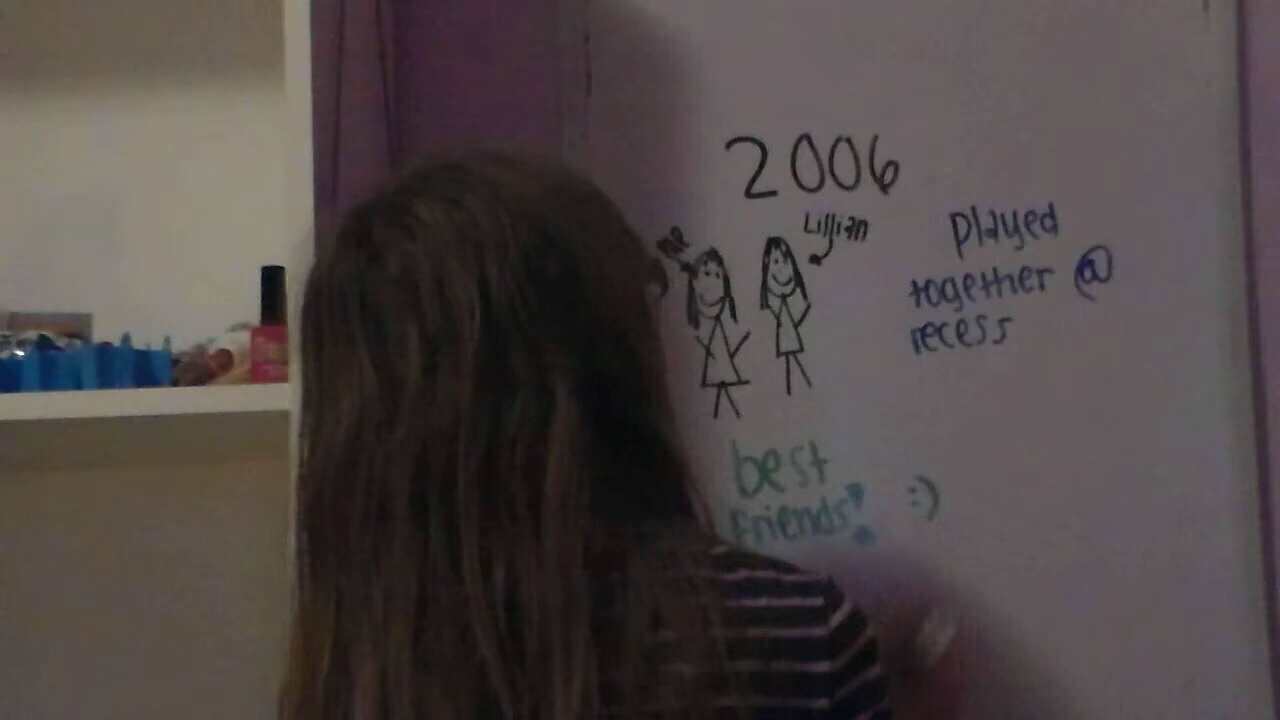 2006
Lillian
played
together @
recess
best
friends!
:)